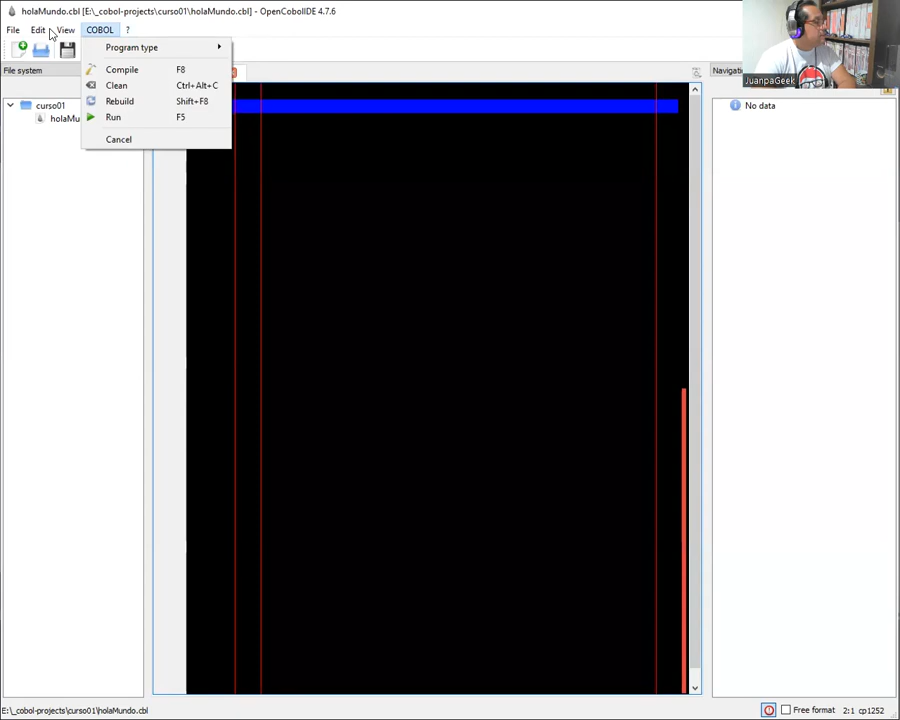 holaMundo.cbl [E:\_cobol-projects\curso01\holaMundo.cbl] - OpenCobolIDE 4.7.6
File Edit View COBOL ?
Program type
Compile F8
Clean Ctrl+Alt+C
Rebuild Shift+F8
Run F5
Cancel
File system
curso01
holaMu
Navigati
No data
JuanpaGeek
E:\_cobol-projects\curso01\holaMundo.cbl
Free format 2:1 cp1252